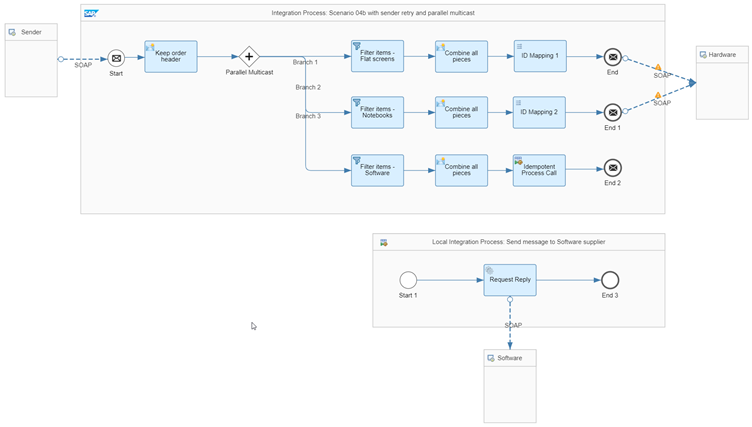 SAP
Integration Process: Scenario 04b with sender retry and parallel multicast
Sender
SOAP
Start
Keep order
header
Parallel Multicast
Branch 1
Branch 2
Branch 3
Filter items -
Flat screens
Combine all
pieces
ID Mapping 1
End
SOAP
Hardware
Filter items -
Notebooks
Combine all
pieces
ID Mapping 2
End 1
SOAP
Filter items -
Software
Combine all
pieces
Idempotent
Process Call
End 2
Local Integration Process: Send message to Software supplier
Start 1
Request Reply
End 3
SOAP
Software